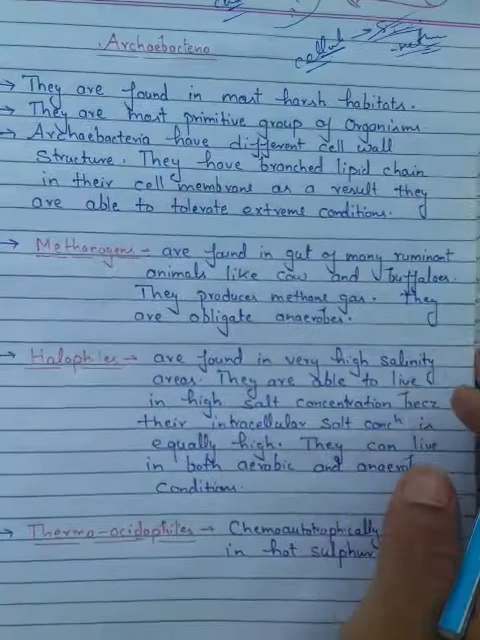 Archaebacteria
→ They are found in most harsh habitats.
→ They are most primitive group of organisms.
→ Archaebacteria have different cell wall
structure. They have branched lipid chain
in their cell membrane as a result they
are able to tolerate extreme conditions.
→ Methanogens - are found in gut of many ruminant
animals like cow and buffaloes.
They produces methane gas. They
are obligate anaerobes.
→ Halophiles → are found in very high salinity
areas. They are able to live
in high salt concentration becz
their intracellular salt conc^n is
equally high. They can live
in both aerobic and anaerob
conditions.
→ Thermo-acidophiles → Chemoautotrophically
in hot sulphur